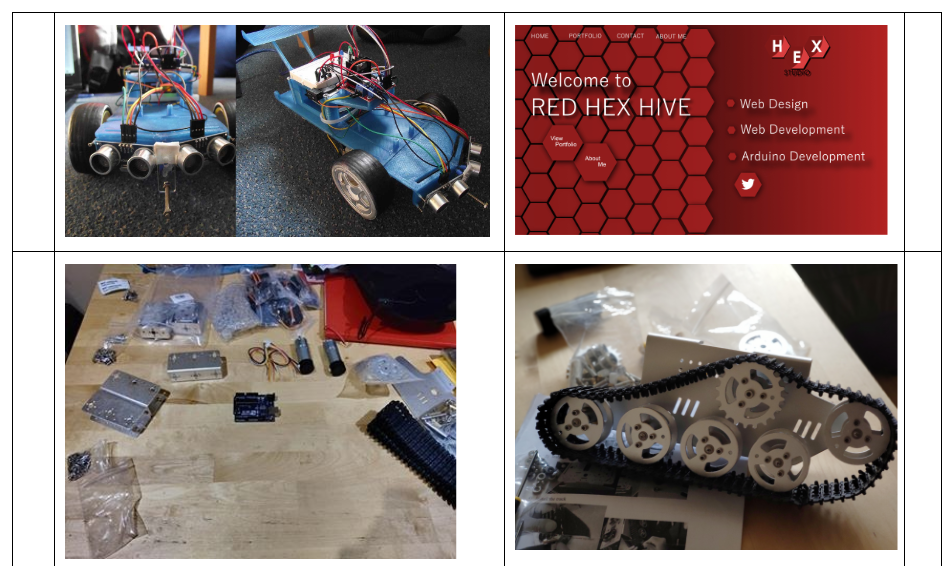 HOME PORTFOLIO CONTACT ABOUT ME
HEX
STUDIO
Welcome to
RED HEX HIVE
Web Design
Web Development
Arduino Development
View
Portfolio
About
Me